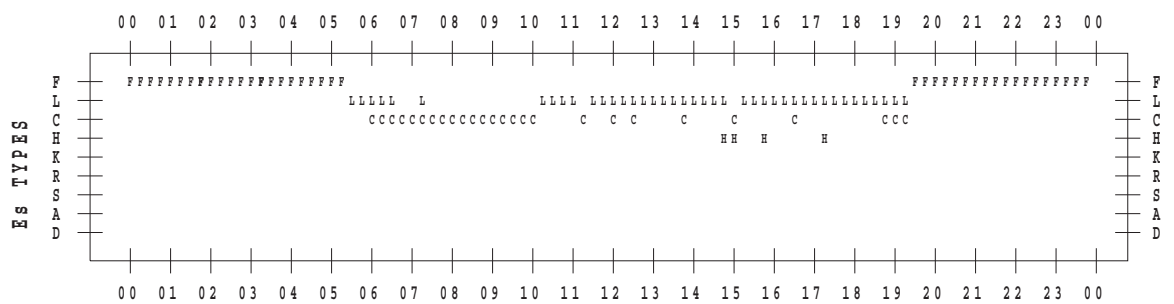 00 01 02 03 04 05 06 07 08 09 10 11 12 13 14 15 16 17 18 19 20 21 22 23 00
Es TYPES
F FFFFFFFFFFFFFFFFFFFFFF FFFFFFFFFFFFFFFFFF F
L LLLLL L LLLL LLLLLLLLLLLLLL LLLLLLLLLLLLLLLLL L
C CCCCCCCCCCCCCCCCC C C C C C C CCC C
H HH H H H
K K
R R
S S
A A
D D
00 01 02 03 04 05 06 07 08 09 10 11 12 13 14 15 16 17 18 19 20 21 22 23 00